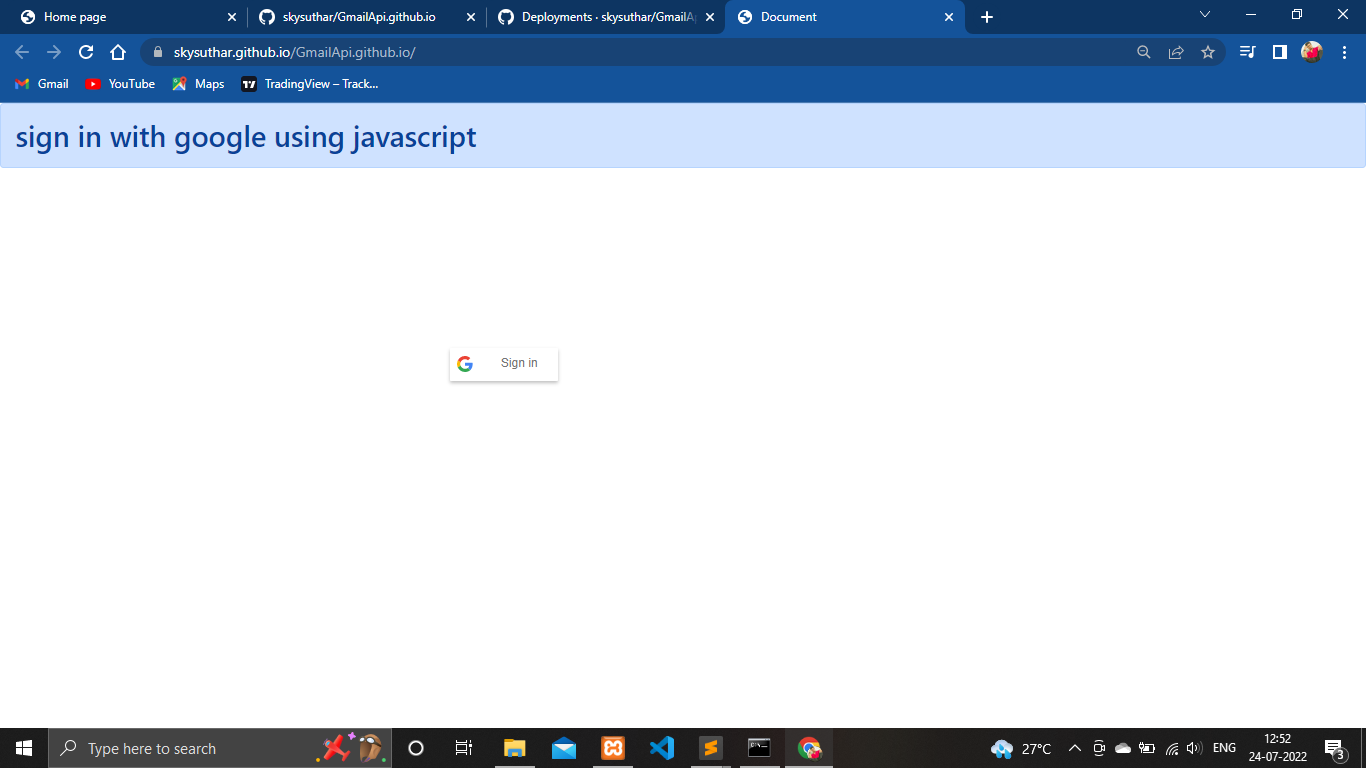 Home page
skysuthar/GmailApi.github.io
Deployments · skysuthar/GmailA
Document
skysuthar.github.io/GmailApi.github.io/
Gmail
YouTube
Maps
TradingView – Track...
sign in with google using javascript
Sign in
Type here to search
27°C
ENG
12:52
24-07-2022
3